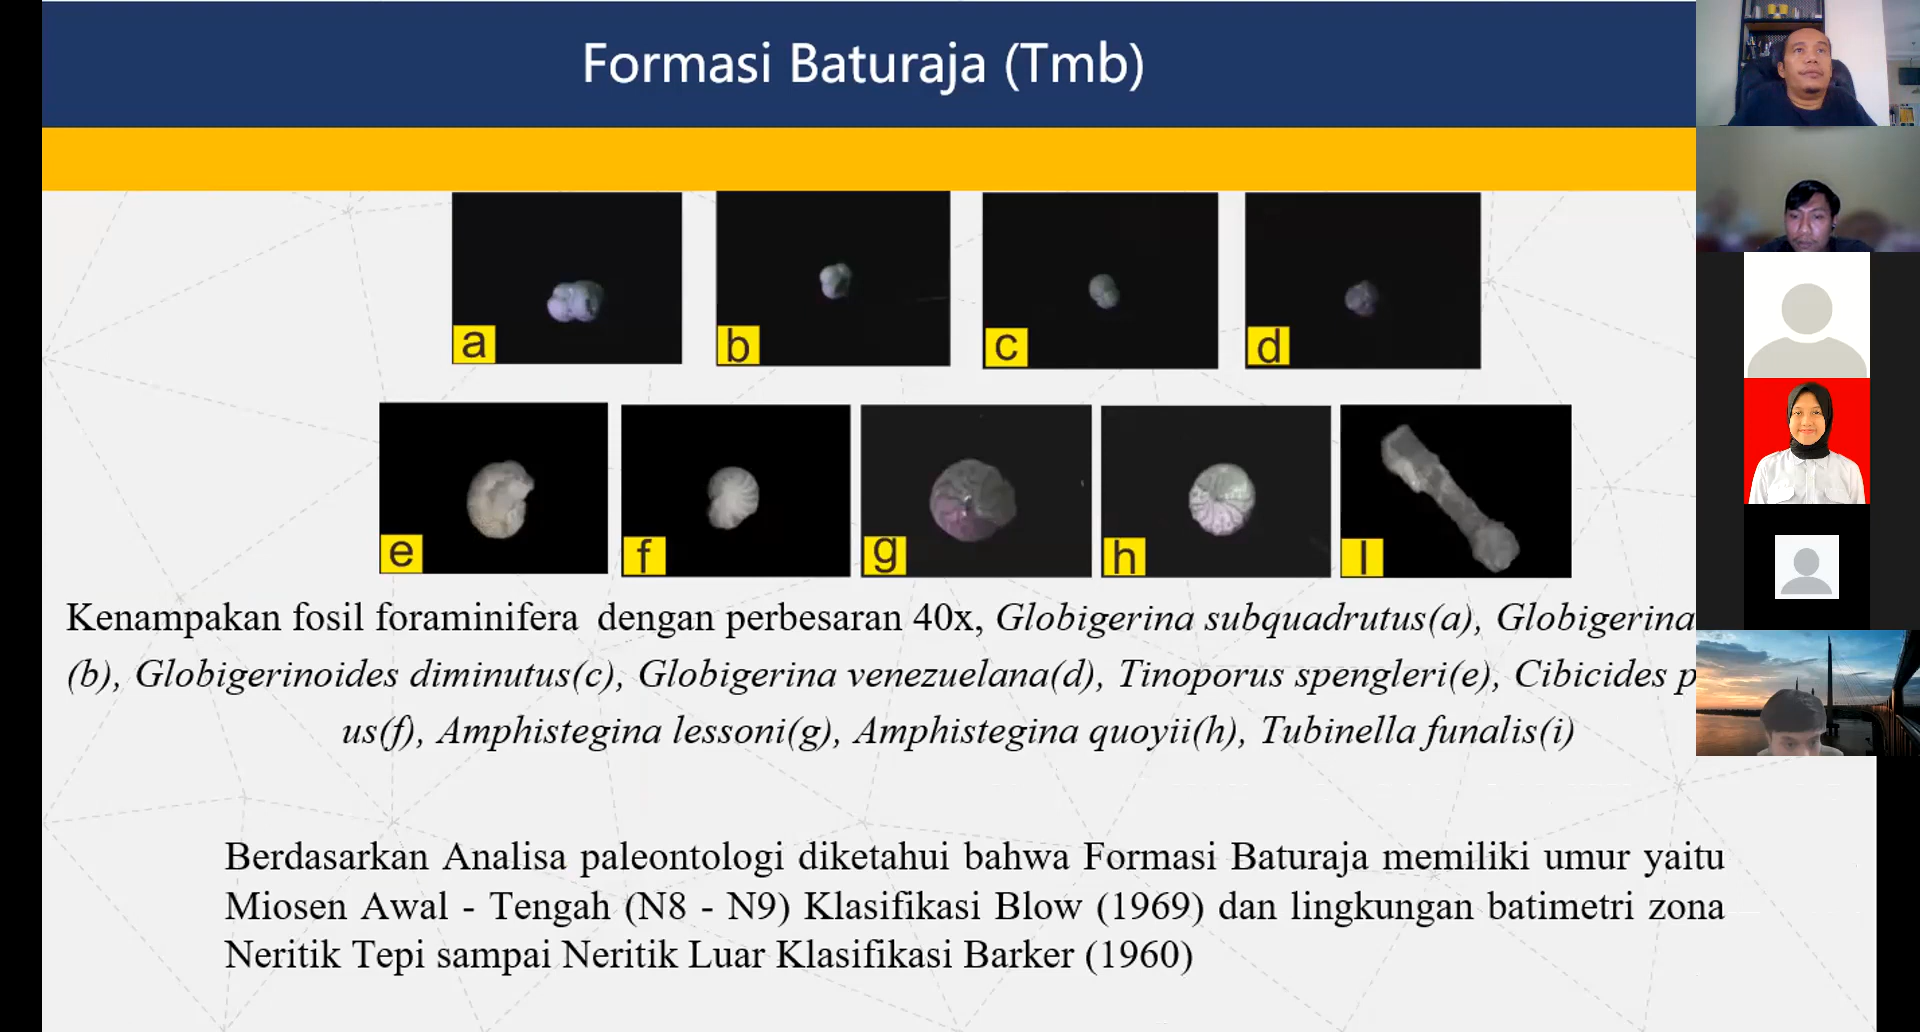 Formasi Baturaja (Tmb)
a
b
c
d
e
f
g
h
I
Kenampakan fosil foraminifera dengan perbesaran 40x, Globigerina subquadrutus(a), Globigerina
(b), Globigerinoides diminutus(c), Globigerina venezuelana(d), Tinoporus spengleri(e), Cibicides p
us(f), Amphistegina lessoni(g), Amphistegina quoyii(h), Tubinella funalis(i)
Berdasarkan Analisa paleontologi diketahui bahwa Formasi Baturaja memiliki umur yaitu
Miosen Awal - Tengah (N8 - N9) Klasifikasi Blow (1969) dan lingkungan batimetri zona
Neritik Tepi sampai Neritik Luar Klasifikasi Barker (1960)